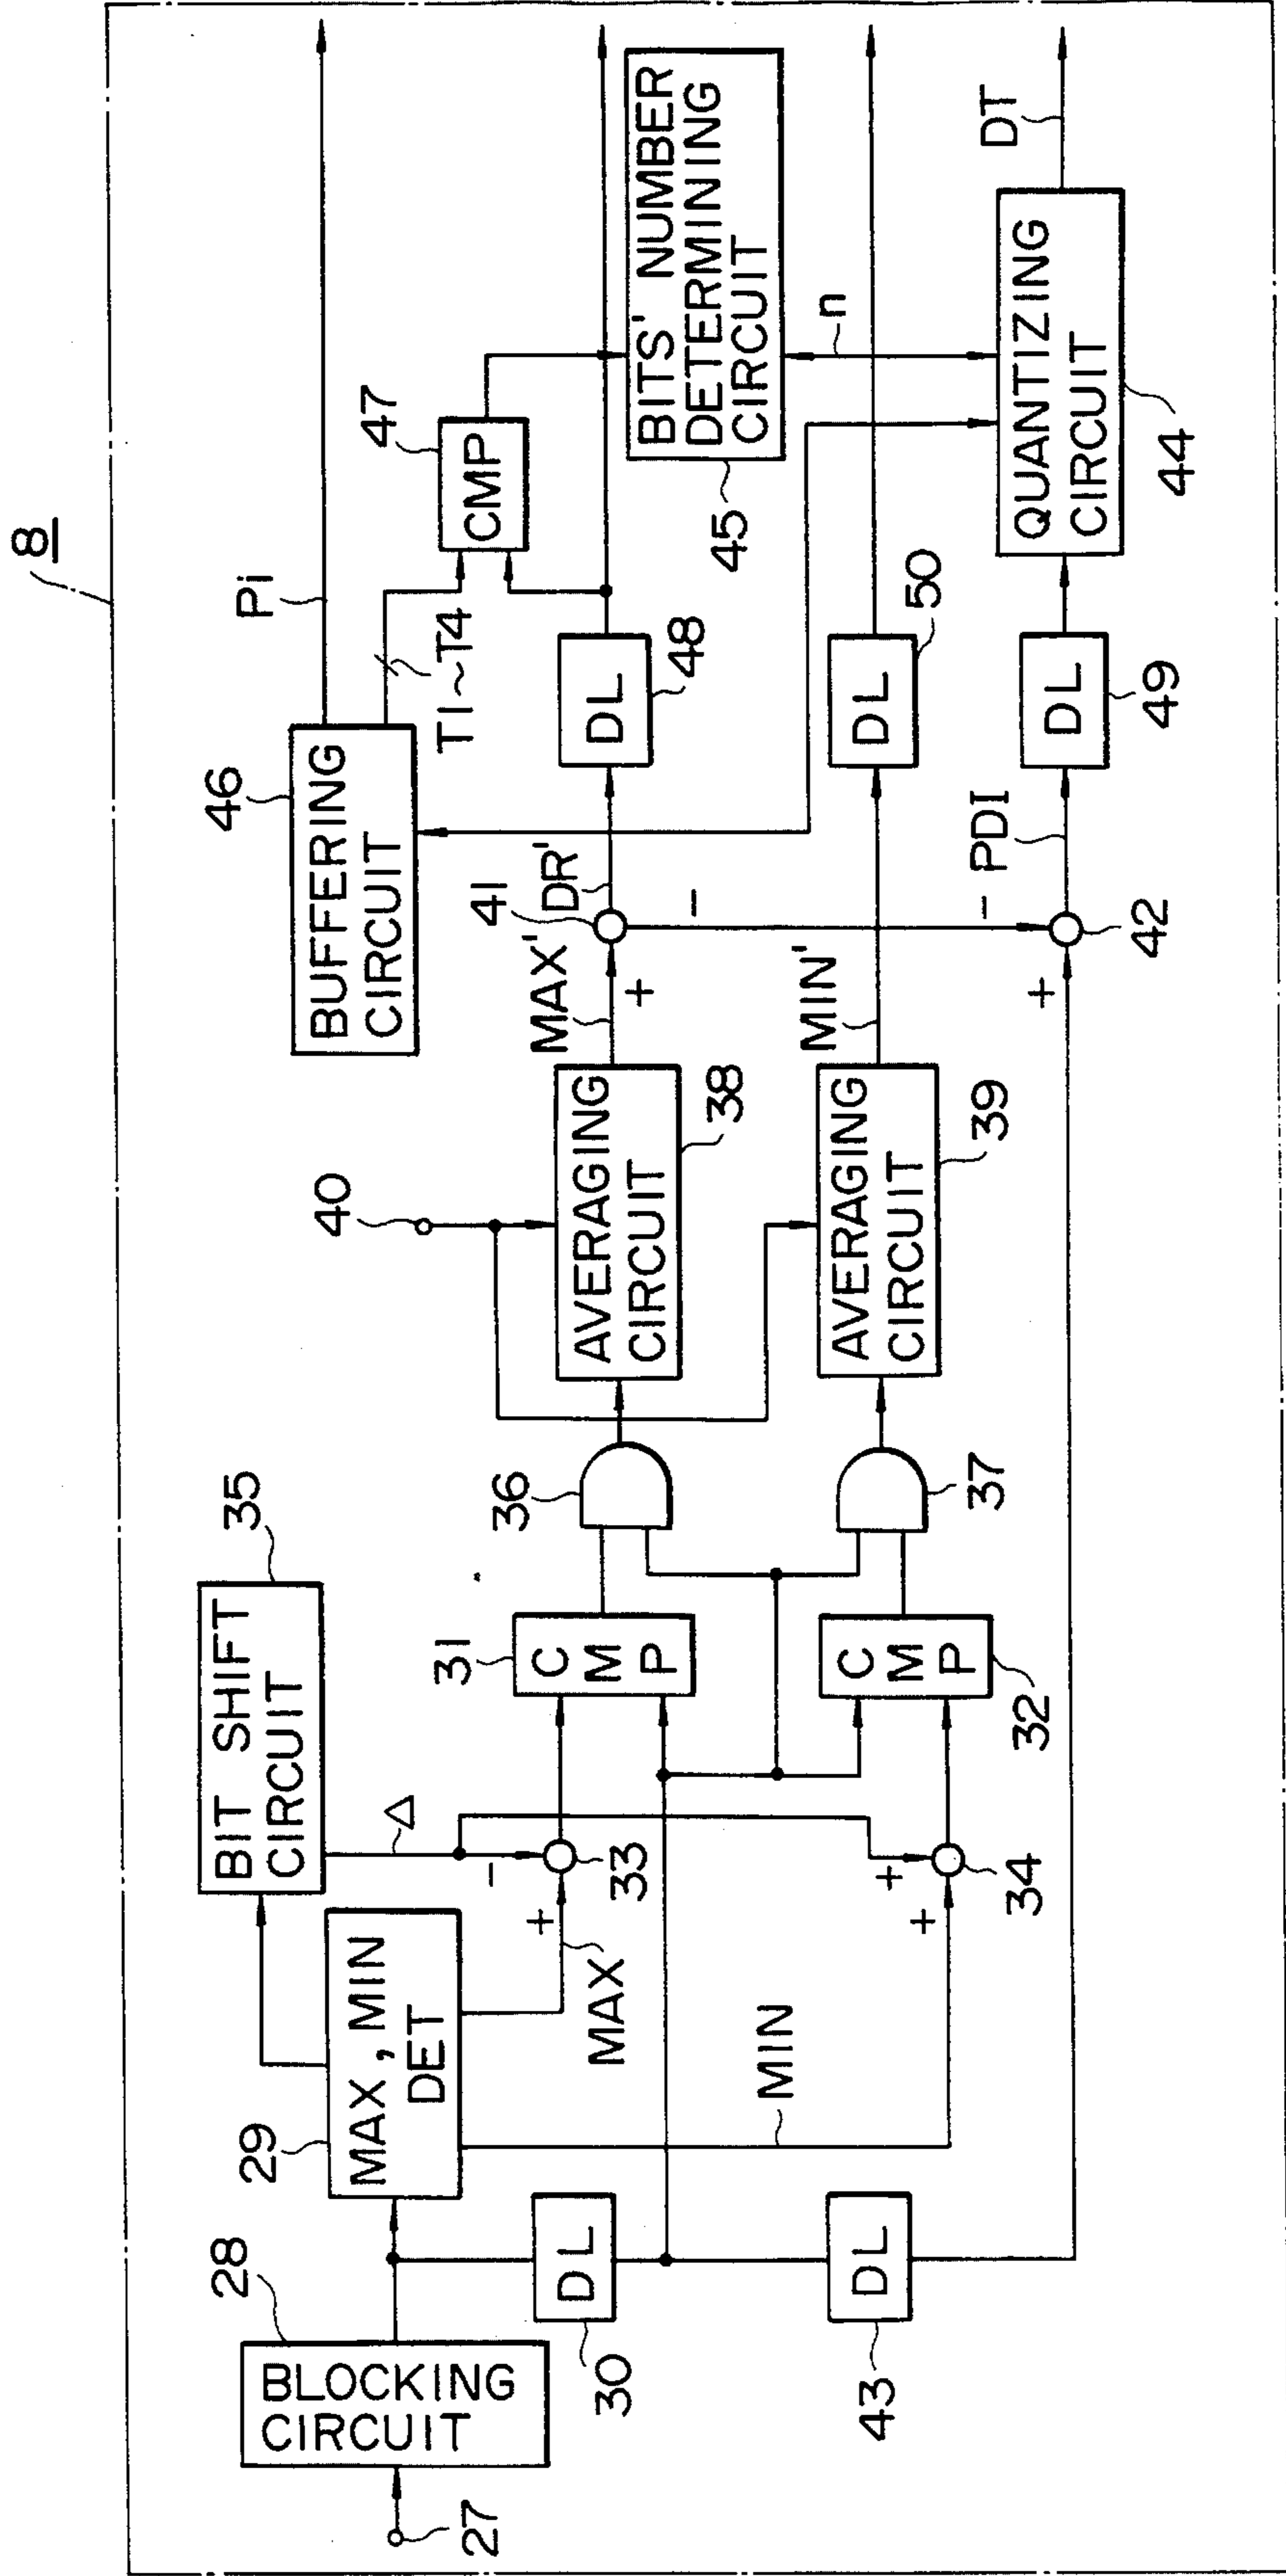 8
27
BLOCKING
CIRCUIT
28
MAX, MIN
DET
29
BIT SHIFT
CIRCUIT
35
DL
30
DL
43
MAX
MIN
Δ
+
−
33
+
+
34
C
M
P
31
C
M
P
32
36
37
40
AVERAGING
CIRCUIT
38
AVERAGING
CIRCUIT
39
MAX'
MIN'
+
−
41
DR'
+
−
42
PDI
BUFFERING
CIRCUIT
46
Pi
T1~T4
DL
48
DL
50
DL
49
CMP
47
BITS' NUMBER
DETERMINING
CIRCUIT
45
n
QUANTIZING
CIRCUIT
44
DT